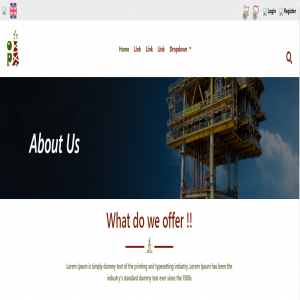 Login Register
Home Link Link Link Dropdown
About Us
What do we offer !!
Lorem Ipsum is simply dummy text of the printing and typesetting industry. Lorem Ipsum has been the
industry's standard dummy text ever since the 1500s